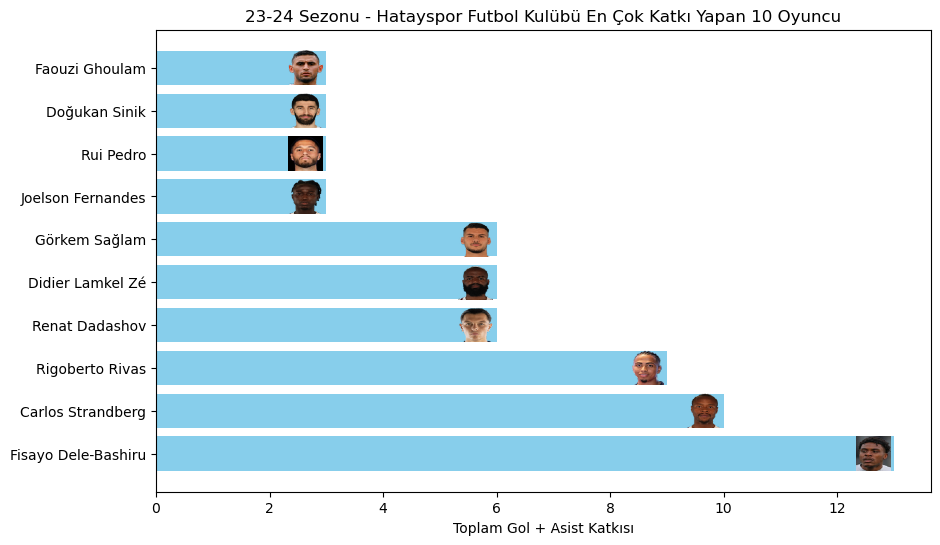 23-24 Sezonu - Hatayspor Futbol Kulübü En Çok Katkı Yapan 10 Oyuncu
Faouzi Ghoulam
Doğukan Sinik
Rui Pedro
Joelson Fernandes
Görkem Sağlam
Didier Lamkel Zé
Renat Dadashov
Rigoberto Rivas
Carlos Strandberg
Fisayo Dele-Bashiru
0 2 4 6 8 10 12
Toplam Gol + Asist Katkısı